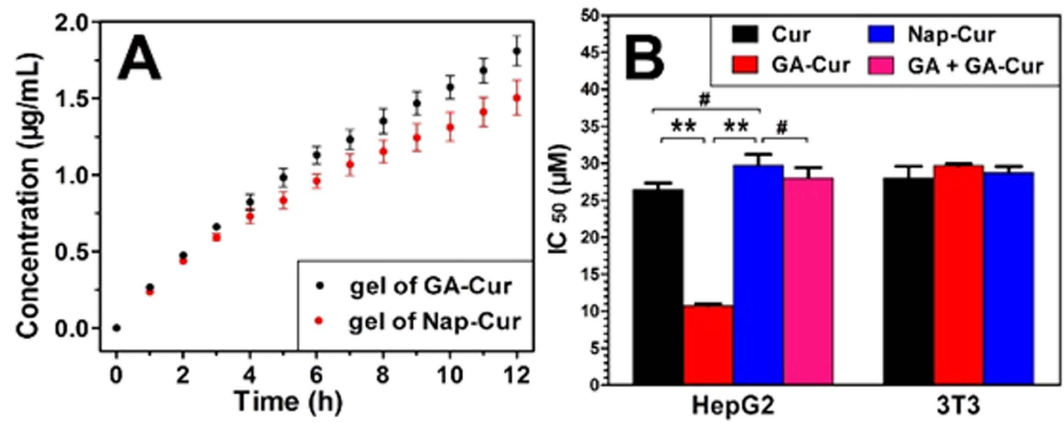 A
2.0
1.5
1.0
0.5
0.0
Concentration (µg/mL)
gel of GA-Cur
gel of Nap-Cur
0 2 4 6 8 10 12
Time (h)
B
50
45
40
35
30
25
20
15
10
5
0
IC 50 (µM)
Cur Nap-Cur
GA-Cur GA + GA-Cur
#
** ** #
HepG2 3T3